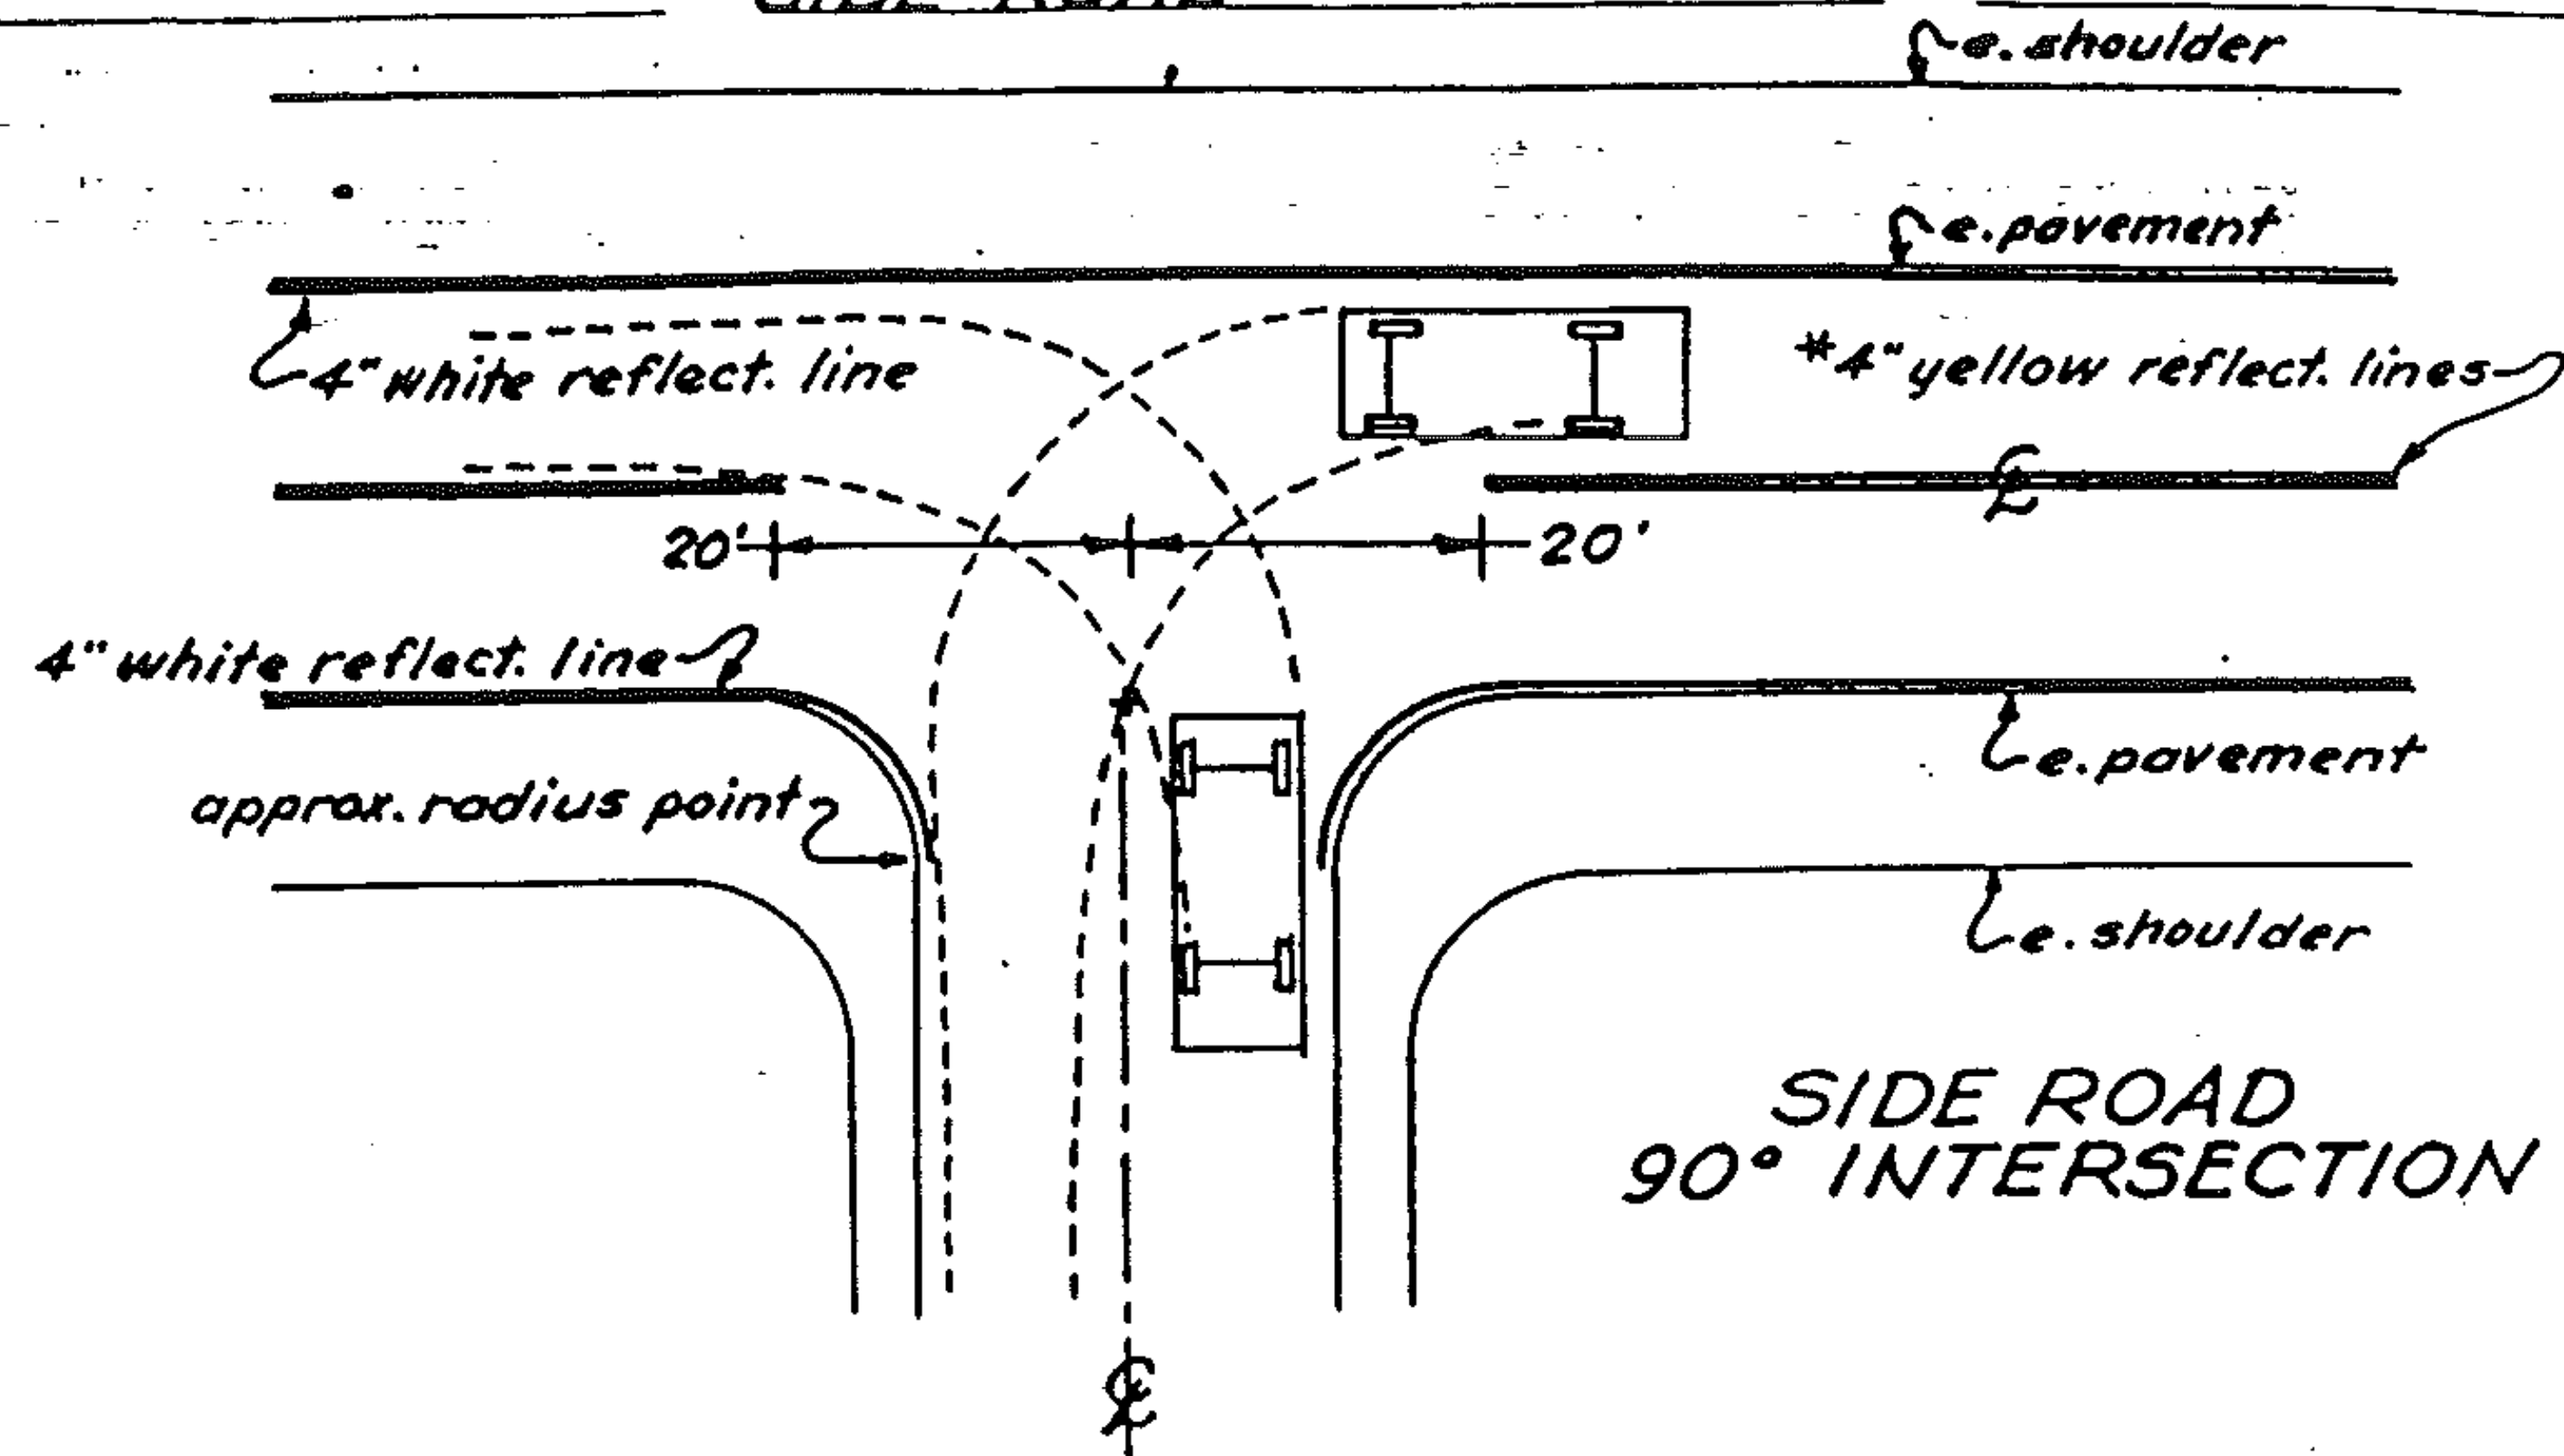 e. shoulder
e. pavement
4" white reflect. line
*4" yellow reflect. lines
℄
20'
20'
4" white reflect. line
e. pavement
approx. radius point
e. shoulder
SIDE ROAD
90° INTERSECTION
℄